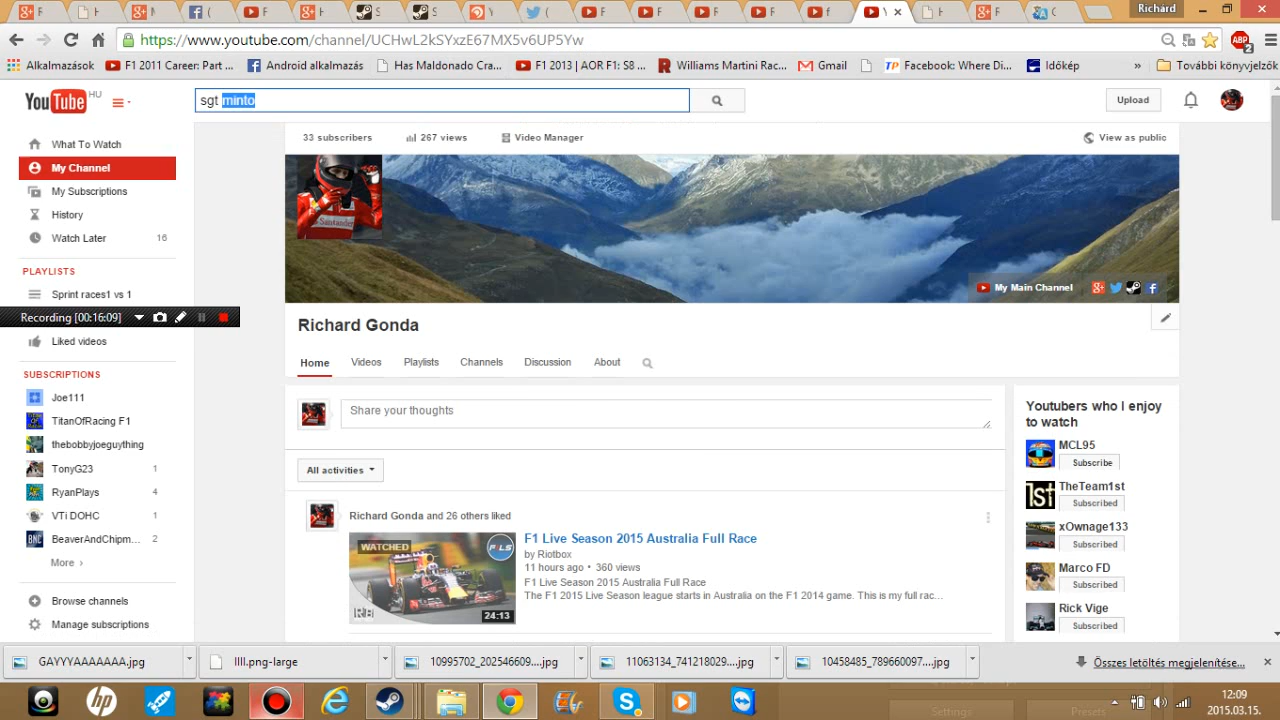 Richard
https://www.youtube.com/channel/UCHwL2kSYxzE67MX5v6UP5Yw
ABP
2
Alkalmazások
F1 2011 Career: Part ...
Android alkalmazás
Has Maldonado Cra...
F1 2013 | AOR F1: S8 ...
Williams Martini Rac...
Gmail
Facebook: Where Di...
Időkép
»
További könyvjelzők
YouTube HU
sgt minto
Upload
33 subscribers
267 views
Video Manager
View as public
What To Watch
My Channel
My Subscriptions
History
Watch Later 16
PLAYLISTS
Sprint races1 vs 1
Recording [00:16:09]
Liked videos
SUBSCRIPTIONS
Joe111
TitanOfRacing F1
thebobbyjoeguything
TonyG23 1
RyanPlays 4
VTi DOHC 1
BeaverAndChipm... 2
More ›
Browse channels
Manage subscriptions
Santander
My Main Channel
Richard Gonda
Home
Videos
Playlists
Channels
Discussion
About
Share your thoughts
All activities
Richard Gonda and 26 others liked
WATCHED
24:13
F1 Live Season 2015 Australia Full Race
by Riotbox
11 hours ago • 360 views
F1 Live Season 2015 Australia Full Race
The F1 2015 Live Season league starts in Australia on the F1 2014 game. This is my full rac...
Youtubers who I enjoy
to watch
MCL95
Subscribe
TheTeam1st
Subscribed
xOwnage133
Subscribed
Marco FD
Subscribed
Rick Vige
Subscribed
GAYYYAAAAAAA.jpg
IIII.png-large
10995702_202546609....jpg
11063134_741218026....jpg
10458485_789660097....jpg
Összes letöltés megjelenítése...
Settings
Presets
12:09
2015.03.15.